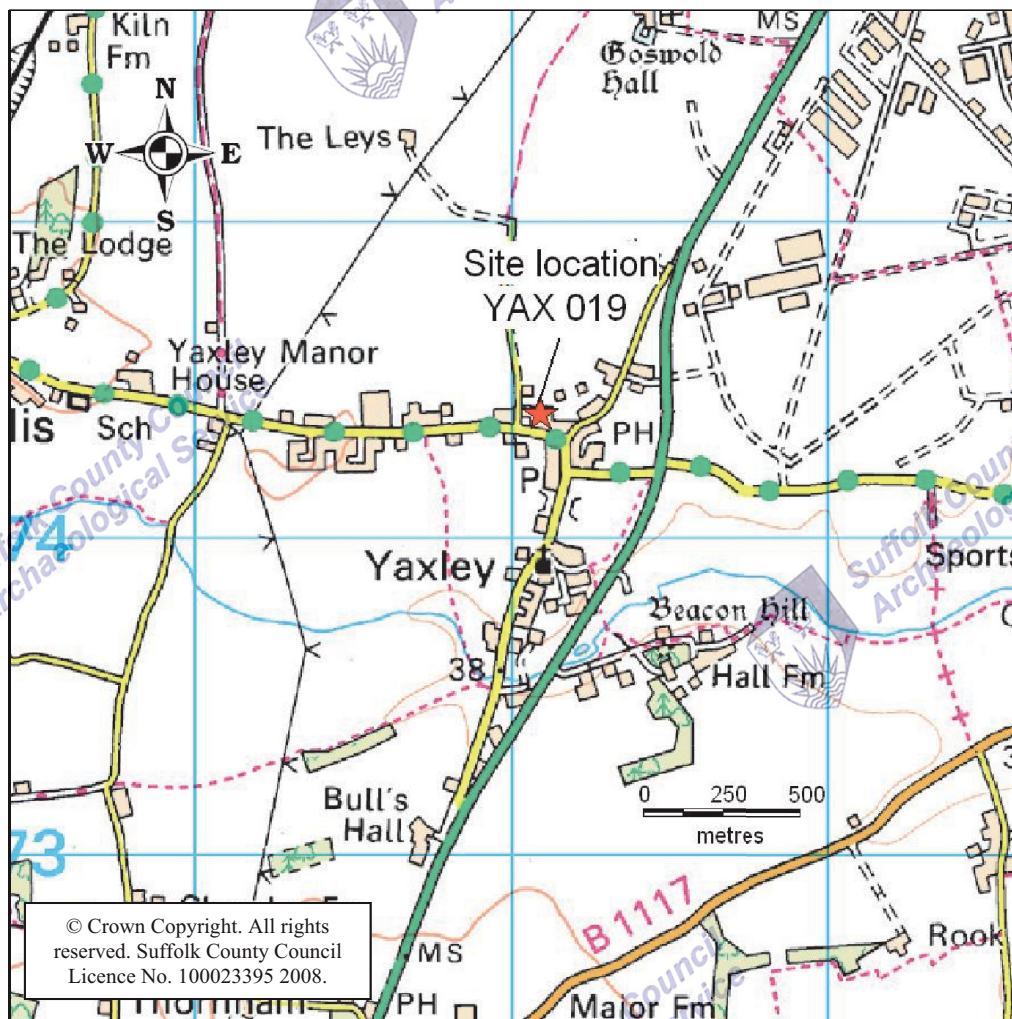 MS
Kiln
Fm
Goswold
Hall
N
W
E
S
The Leys
The Lodge
Site location
YAX 019
Yaxley Manor
House
lis
Sch
PH
P
74
Yaxley
Sports
Beacon Hill
38
Hall Fm
0 250 500
metres
Bull's
Hall
73
B 1117
© Crown Copyright. All rights
reserved. Suffolk County Council
Licence No. 100023395 2008.
MS
PH
Rook
Major Fm
Suffolk County Council
Archaeological Service